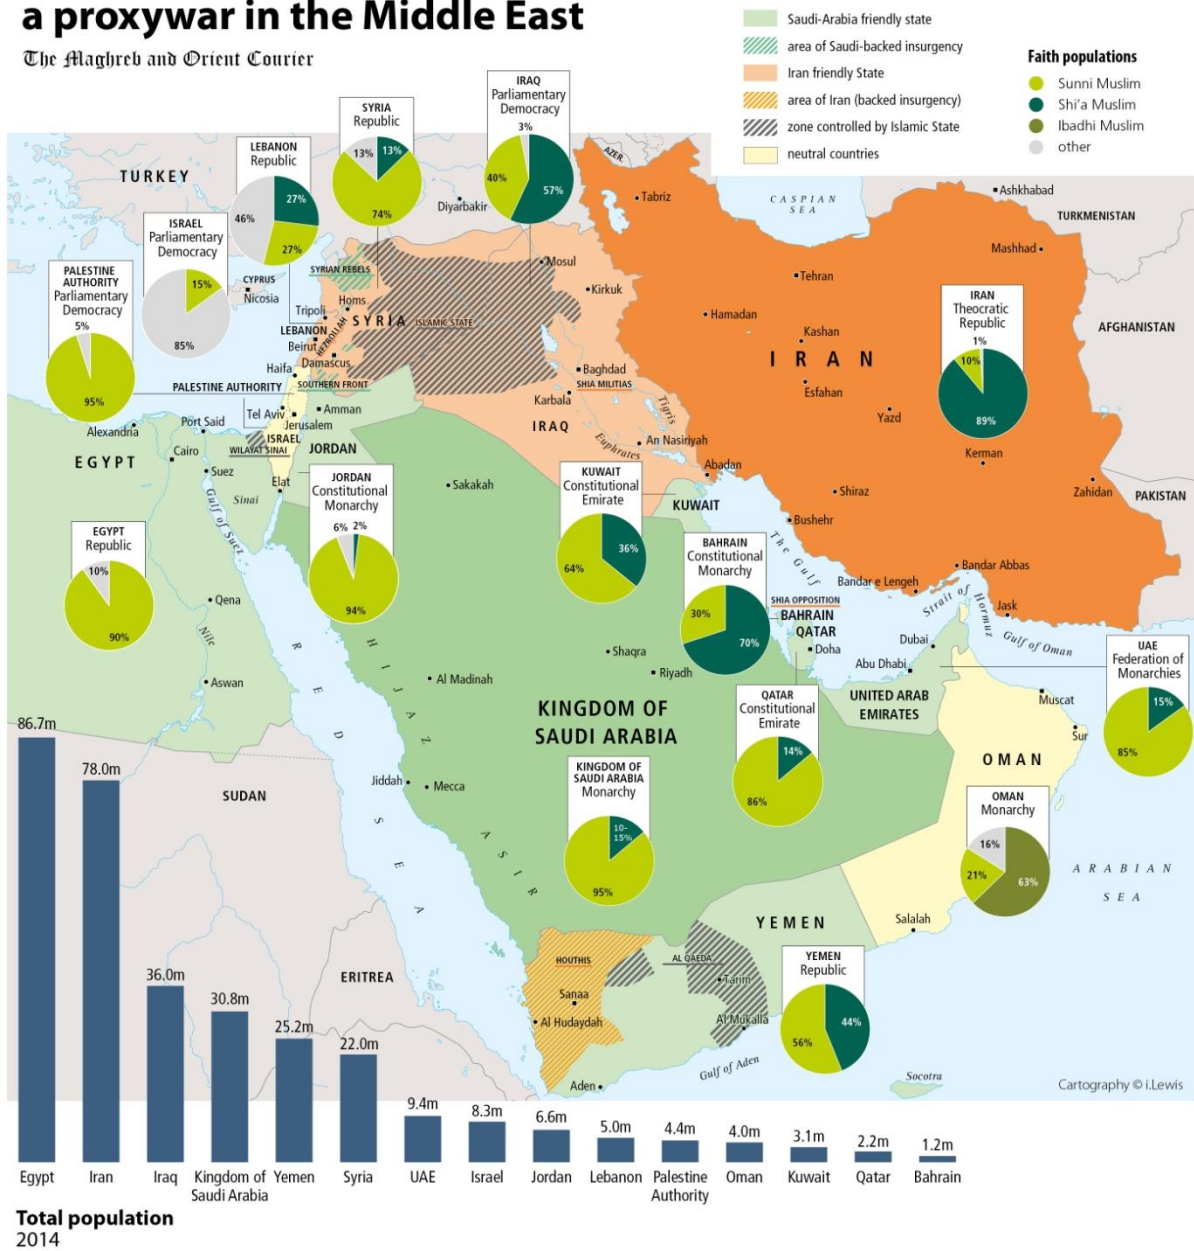 a proxywar in the Middle East
The Maghreb and Orient Courier
Saudi-Arabia friendly state
area of Saudi-backed insurgency
Iran friendly State
area of Iran (backed insurgency)
zone controlled by Islamic State
neutral countries
Faith populations
Sunni Muslim
Shi'a Muslim
Ibadhi Muslim
other
IRAQ
Parliamentary
Democracy
3%
40%
57%
SYRIA
Republic
13%
13%
74%
LEBANON
Republic
27%
46%
27%
ISRAEL
Parliamentary
Democracy
15%
85%
PALESTINE
AUTHORITY
Parliamentary
Democracy
5%
95%
TURKEY
Diyarbakir
AZER.
Tabriz
CASPIAN
SEA
Ashkhabad
TURKMENISTAN
Mashhad
CYPRUS
Nicosia
SYRIAN REBELS
Mosul
Kirkuk
Tehran
Hamadan
Kashan
IRAN
Esfahan
Yazd
Kerman
Shiraz
Zahidan
Bushehr
Bandar Abbas
Bandar e Lengeh
Jask
AFGHANISTAN
PAKISTAN
IRAN
Theocratic
Republic
1%
10%
89%
Homs
Tripoli
SYRIA
ISLAMIC STATE
LEBANON
HEZBOLLAH
Beirut
Damascus
Haifa
SOUTHERN FRONT
PALESTINE AUTHORITY
Tel Aviv
Amman
Jerusalem
ISRAEL
JORDAN
WILAYAT SINAI
Elat
Baghdad
SHIA MILITIAS
Karbala
Tigris
IRAQ
Euphrates
An Nasiriyah
Abadan
Alexandria
Port Said
EGYPT
Cairo
Suez
Sinai
Gulf of Suez
Qena
Nile
Aswan
EGYPT
Republic
10%
90%
JORDAN
Constitutional
Monarchy
6%
2%
94%
Sakakah
KUWAIT
Constitutional
Emirate
36%
64%
KUWAIT
The Gulf
BAHRAIN
Constitutional
Monarchy
30%
70%
SHIA OPPOSITION
BAHRAIN
QATAR
Doha
Strait of Hormuz
Gulf of Oman
Dubai
Abu Dhabi
UNITED ARAB
EMIRATES
UAE
Federation of
Monarchies
15%
85%
Muscat
Sur
OMAN
OMAN
Monarchy
16%
21%
63%
Salalah
ARABIAN
SEA
HIJAZ
Shaqra
Riyadh
Al Madinah
KINGDOM OF
SAUDI ARABIA
QATAR
Constitutional
Emirate
14%
86%
KINGDOM OF
SAUDI ARABIA
Monarchy
10-
15%
95%
Jiddah
Mecca
ASIR
RED SEA
SUDAN
ERITREA
YEMEN
HOUTHIS
Sanaa
Al Hudaydah
AL QAEDA
Tarim
Al Mukalla
Aden
Gulf of Aden
Socotra
YEMEN
Republic
44%
56%
Cartography © i.Lewis
86.7m
78.0m
36.0m
30.8m
25.2m
22.0m
9.4m
8.3m
6.6m
5.0m
4.4m
4.0m
3.1m
2.2m
1.2m
Egypt
Iran
Iraq
Kingdom of
Saudi Arabia
Yemen
Syria
UAE
Israel
Jordan
Lebanon
Palestine
Authority
Oman
Kuwait
Qatar
Bahrain
Total population
2014